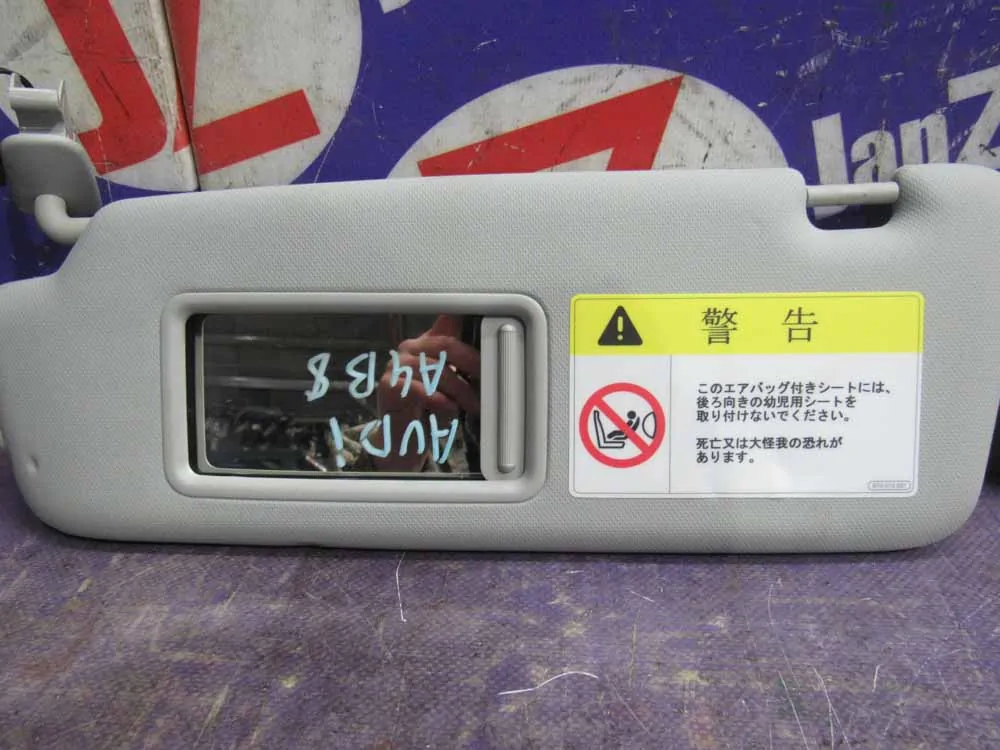 JanZ
警告
このエアバッグ付きシートには、
後ろ向きの幼児用シートを
取り付けないでください。
死亡又は大怪我の恐れが
あります。
AUDi
A4B8